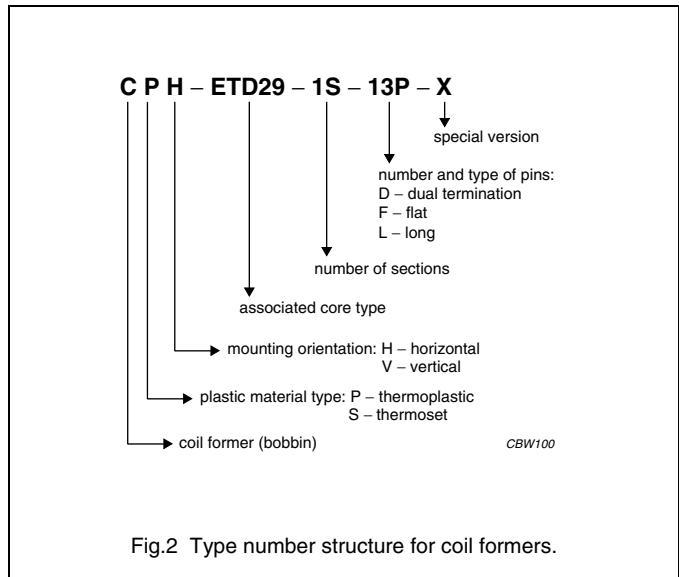 C P H – ETD29 – 1S – 13P – X
special version
number and type of pins:
D – dual termination
F – flat
L – long
number of sections
associated core type
mounting orientation: H – horizontal
V – vertical
plastic material type: P – thermoplastic
S – thermoset
coil former (bobbin)
CBW100
Fig.2 Type number structure for coil formers.